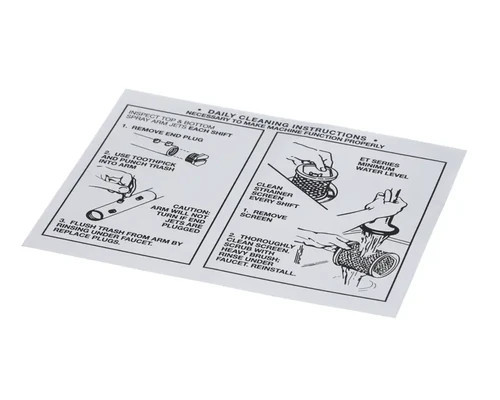 • DAILY CLEANING INSTRUCTIONS •
NECESSARY TO MAKE MACHINE FUNCTION PROPERLY
INSPECT TOP & BOTTOM
SPRAY ARM JETS EACH SHIFT
1. REMOVE END PLUG
2. USE TOOTHPICK
AND PUNCH TRASH
INTO ARM
CAUTION:
ARM WILL NOT
TURN IF END
JETS ARE
PLUGGED
3. FLUSH TRASH FROM ARM BY
RINSING UNDER FAUCET.
REPLACE PLUGS.
ET SERIES
MINIMUM
WATER LEVEL
CLEAN
STRAINER
SCREEN
EVERY SHIFT
1. REMOVE
SCREEN
2. THOROUGHLY
CLEAN SCREEN,
SCRUB WITH
HEAVY BRUSH;
RINSE UNDER
FAUCET. REINSTALL.